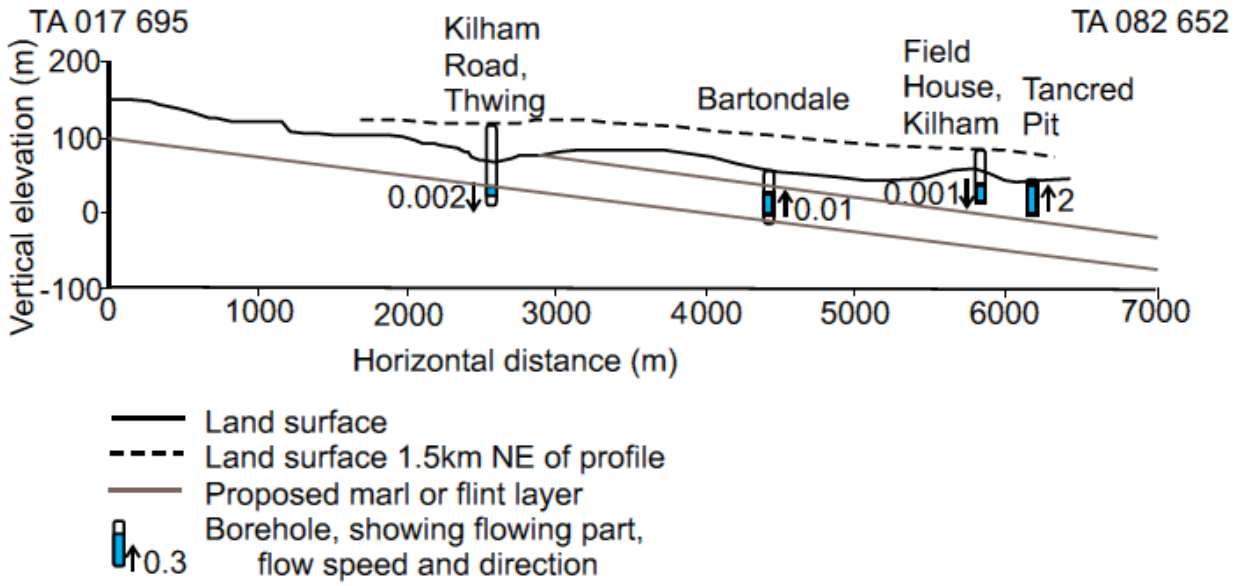 TA 017 695
TA 082 652
Vertical elevation (m)
200
100
0
-100
Kilham
Road,
Thwing
Bartondale
Field
House,
Kilham
Tancred
Pit
0.002
0.01
0.001
2
0
1000
2000
3000
4000
5000
6000
7000
Horizontal distance (m)
Land surface
Land surface 1.5km NE of profile
Proposed marl or flint layer
Borehole, showing flowing part,
flow speed and direction
0.3